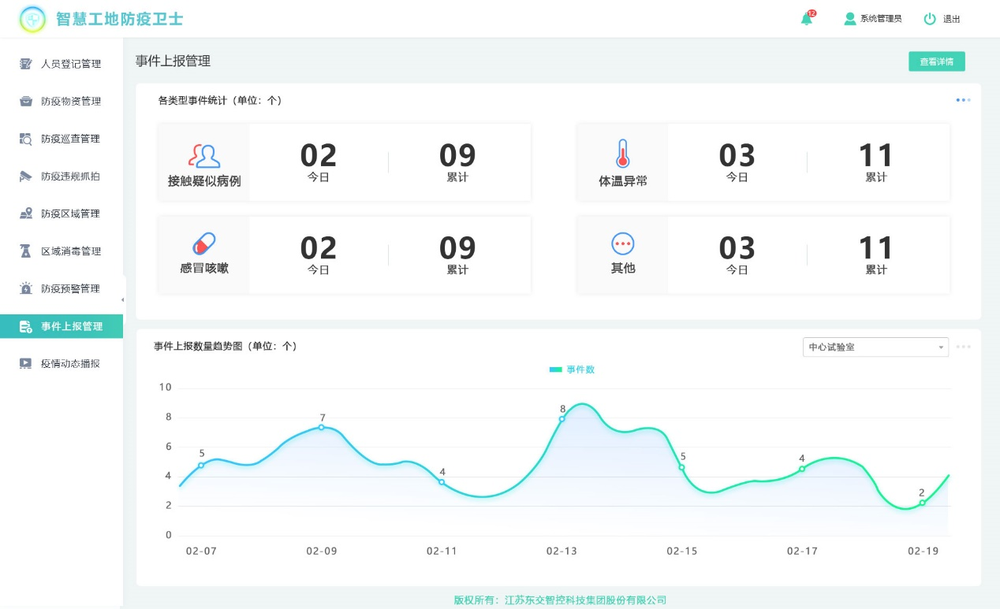 智慧工地防疫卫士
12
系统管理员
退出
人员登记管理
防疫物资管理
防疫巡查管理
防疫违规抓拍
防疫区域管理
区域消毒管理
防疫预警管理
事件上报管理
疫情动态播报
事件上报管理
查看详情
各类型事件统计（单位：个）
接触疑似病例
02
今日
09
累计
体温异常
03
今日
11
累计
感冒咳嗽
02
今日
09
累计
其他
03
今日
11
累计
事件上报数量趋势图（单位：个）
中心试验室
事件数
10
8
6
4
2
0
5
7
4
8
5
4
2
02-07
02-09
02-11
02-13
02-15
02-17
02-19
版权所有：江苏东交智控科技集团股份有限公司